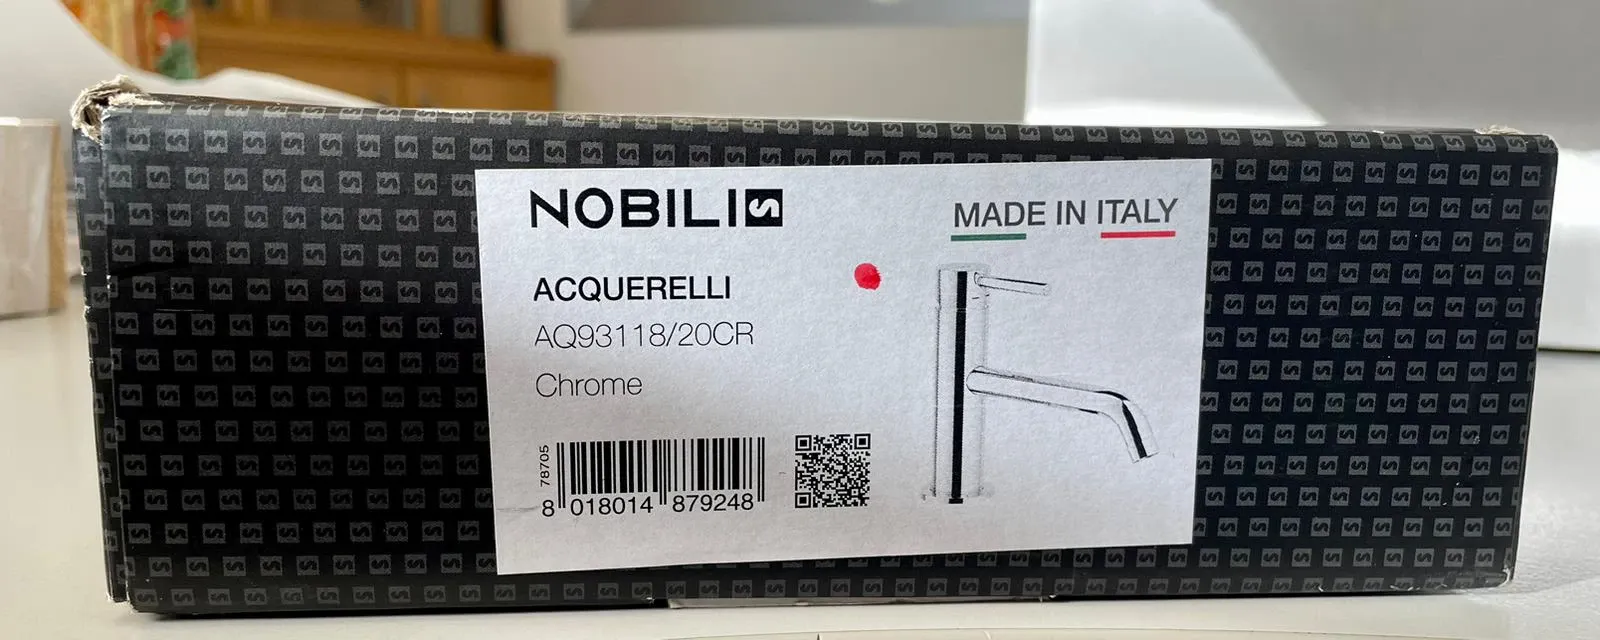 NOBILI
MADE IN ITALY
ACQUERELLI
AQ93118/20CR
Chrome
78705
8 018014 879248